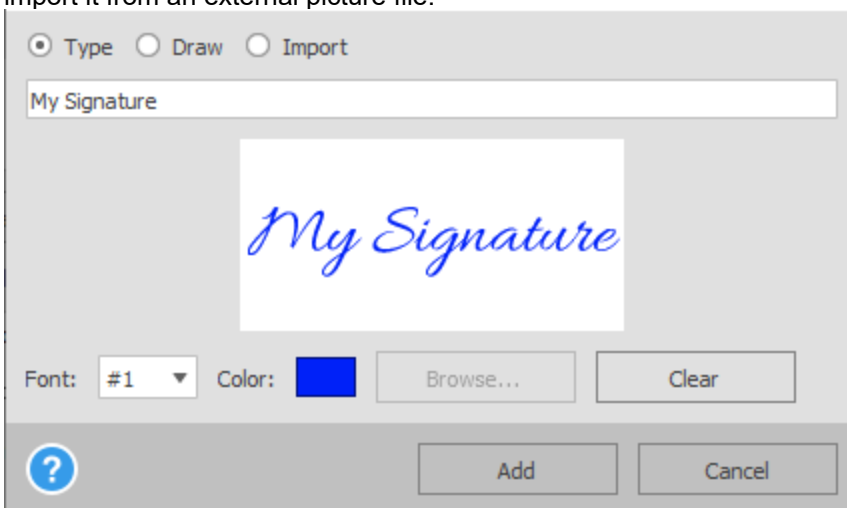 import it from an external picture file.
Type Draw Import
My Signature
My Signature
Font: #1 Color: Browse... Clear
? Add Cancel